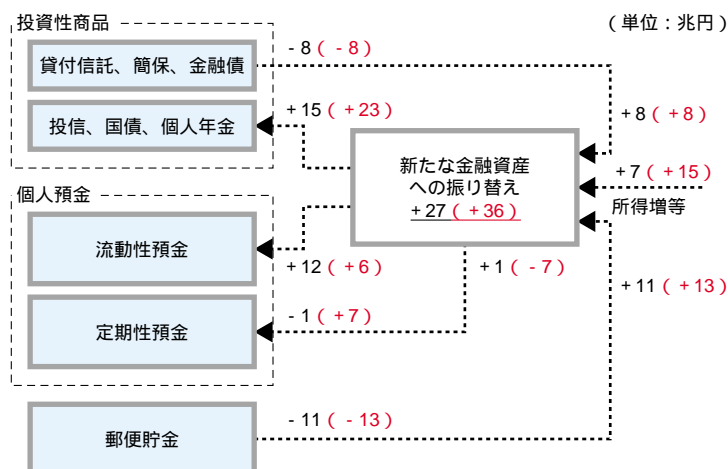 投資性商品
（単位：兆円）
貸付信託、簡保、金融債
- 8（ - 8）
+ 8（ + 8）
投信、国債、個人年金
+ 15（ + 23）
新たな金融資産
への振り替え
+ 27（ + 36）
+ 7（ + 15）
所得増等
個人預金
流動性預金
+ 12（ + 6）
+ 1（ - 7）
+ 11（ + 13）
定期性預金
- 1（ + 7）
郵便貯金
- 11（ - 13）